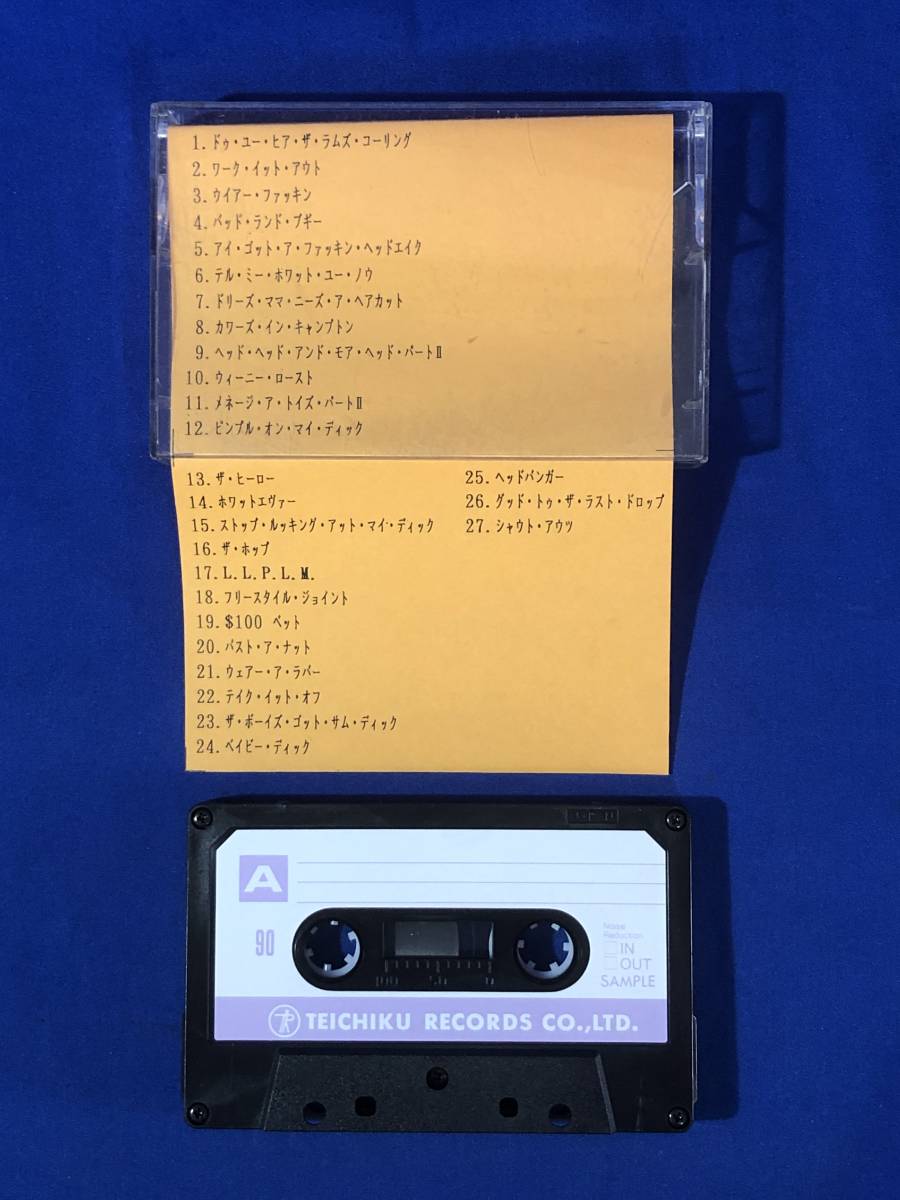 1. ドゥ・ユー・ヒア・ザ・ラムズ・コーリング
2. ワーク・イット・アウト
3. ウイアー・ファッキン
4. バッド・ランド・ブギー
5. アイ・ゴット・ア・ファッキン・ヘッドエイク
6. テル・ミー・ホワット・ユー・ノウ
7. ドリーズ・ママ・ニーズ・ア・ヘアカット
8. カワーズ・イン・キャンプトン
9. ヘッド・ヘッド・アンド・モア・ヘッド・パートⅡ
10. ウィーニー・ロースト
11. メネージ・ア・トイズ・パートⅡ
12. ピンプル・オン・マイ・ディック
13. ザ・ヒーロー
14. ホワットエヴァー
15. ストップ・ルッキング・アット・マイ・ディック
16. ザ・ホップ
17. L.L.P.L.M.
18. フリースタイル・ジョイント
19. $100 ベット
20. バスト・ア・ナット
21. ウェアー・ア・ラバー
22. テイク・イット・オフ
23. ザ・ボーイズ・ゴット・サム・ディック
24. ベイビー・ディック
25. ヘッドバンガー
26. グッド・トゥ・ザ・ラスト・ドロップ
27. シャウト・アウツ
A
90
Noise
Reduction
IN
OUT
SAMPLE
100 50 0
TEICHIKU RECORDS CO.,LTD.